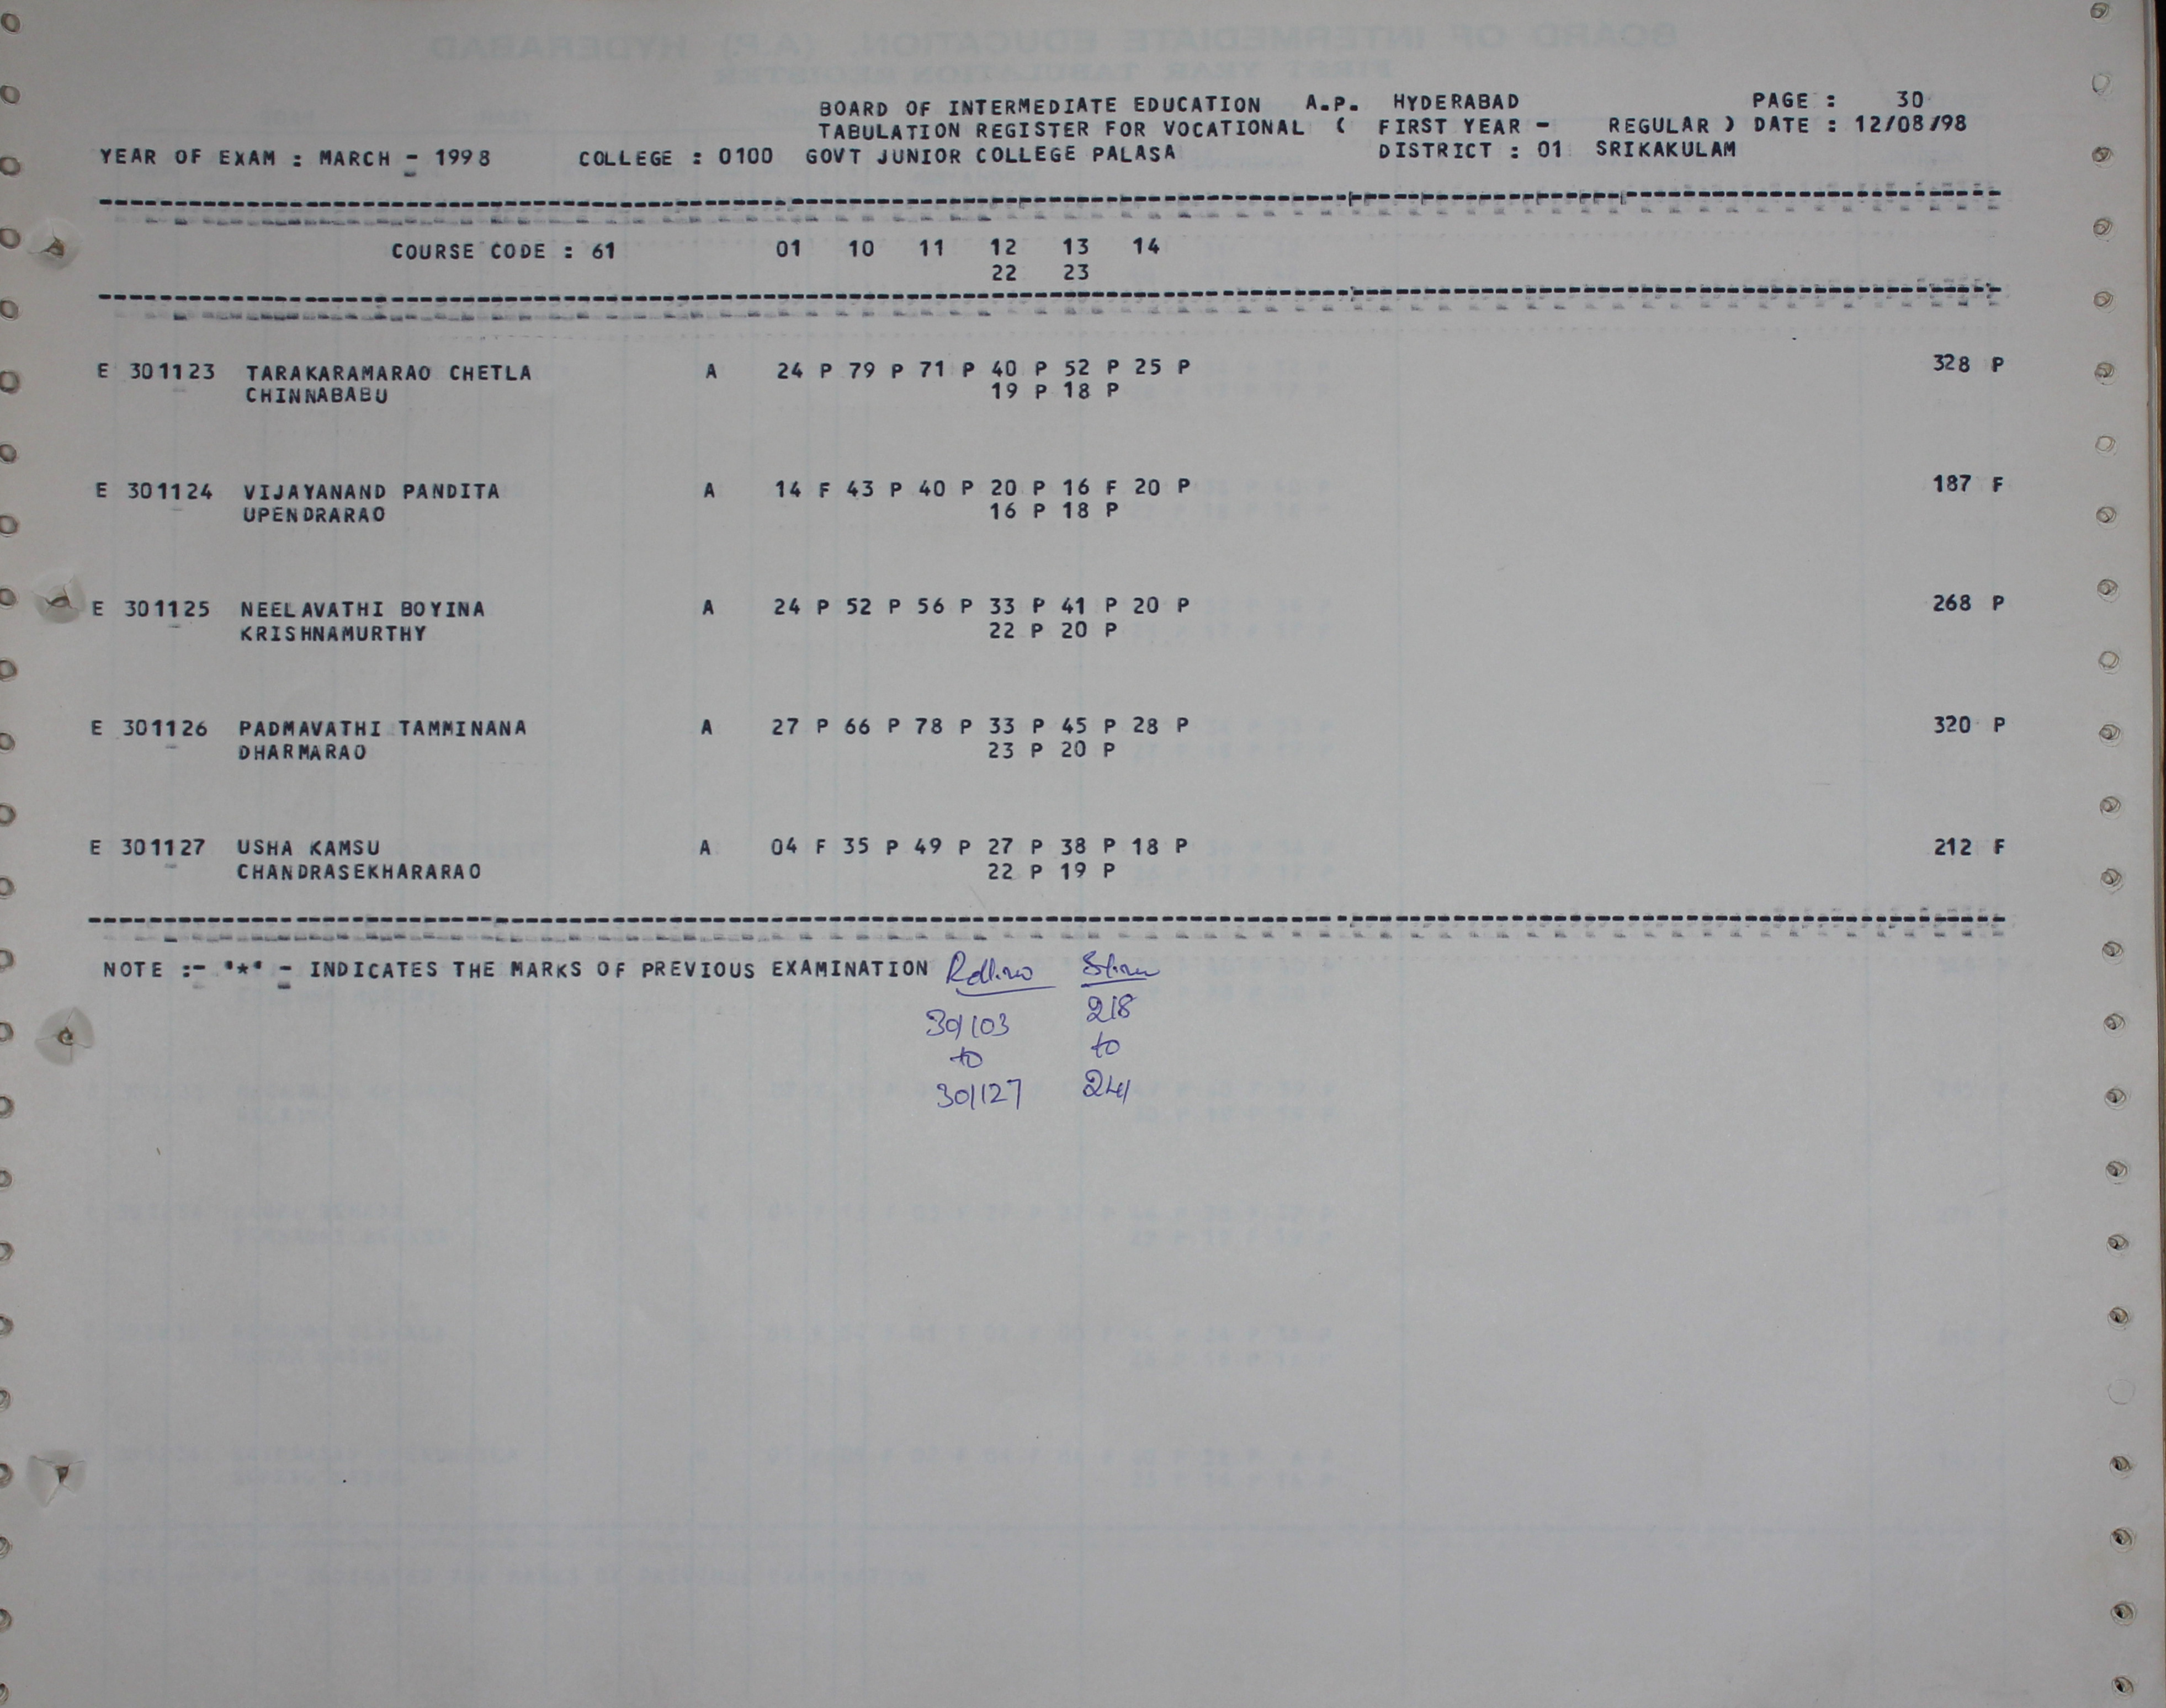 BOARD OF INTERMEDIATE EDUCATION A.P. HYDERABAD PAGE : 30
TABULATION REGISTER FOR VOCATIONAL ( FIRST YEAR - REGULAR ) DATE : 12/08/98
YEAR OF EXAM : MARCH - 1998 COLLEGE : 0100 GOVT JUNIOR COLLEGE PALASA DISTRICT : 01 SRIKAKULAM
COURSE CODE : 61 01 10 11 12 13 14
22 23
E 301123 TARAKARAMARAO CHETLA A 24 P 79 P 71 P 40 P 52 P 25 P 328 P
CHINNABABU 19 P 18 P
E 301124 VIJAYANAND PANDITA A 14 F 43 P 40 P 20 P 16 F 20 P 187 F
UPENDRARAO 16 P 18 P
E 301125 NEELAVATHI BOYINA A 24 P 52 P 56 P 33 P 41 P 20 P 268 P
KRISHNAMURTHY 22 P 20 P
E 301126 PADMAVATHI TAMMINANA A 27 P 66 P 78 P 33 P 45 P 28 P 320 P
DHARMARAO 23 P 20 P
E 301127 USHA KAMSU A 04 F 35 P 49 P 27 P 38 P 18 P 212 F
CHANDRASEKHARARAO 22 P 19 P
NOTE :- '*' - INDICATES THE MARKS OF PREVIOUS EXAMINATION Rollno
301103 218
to to
301127 241